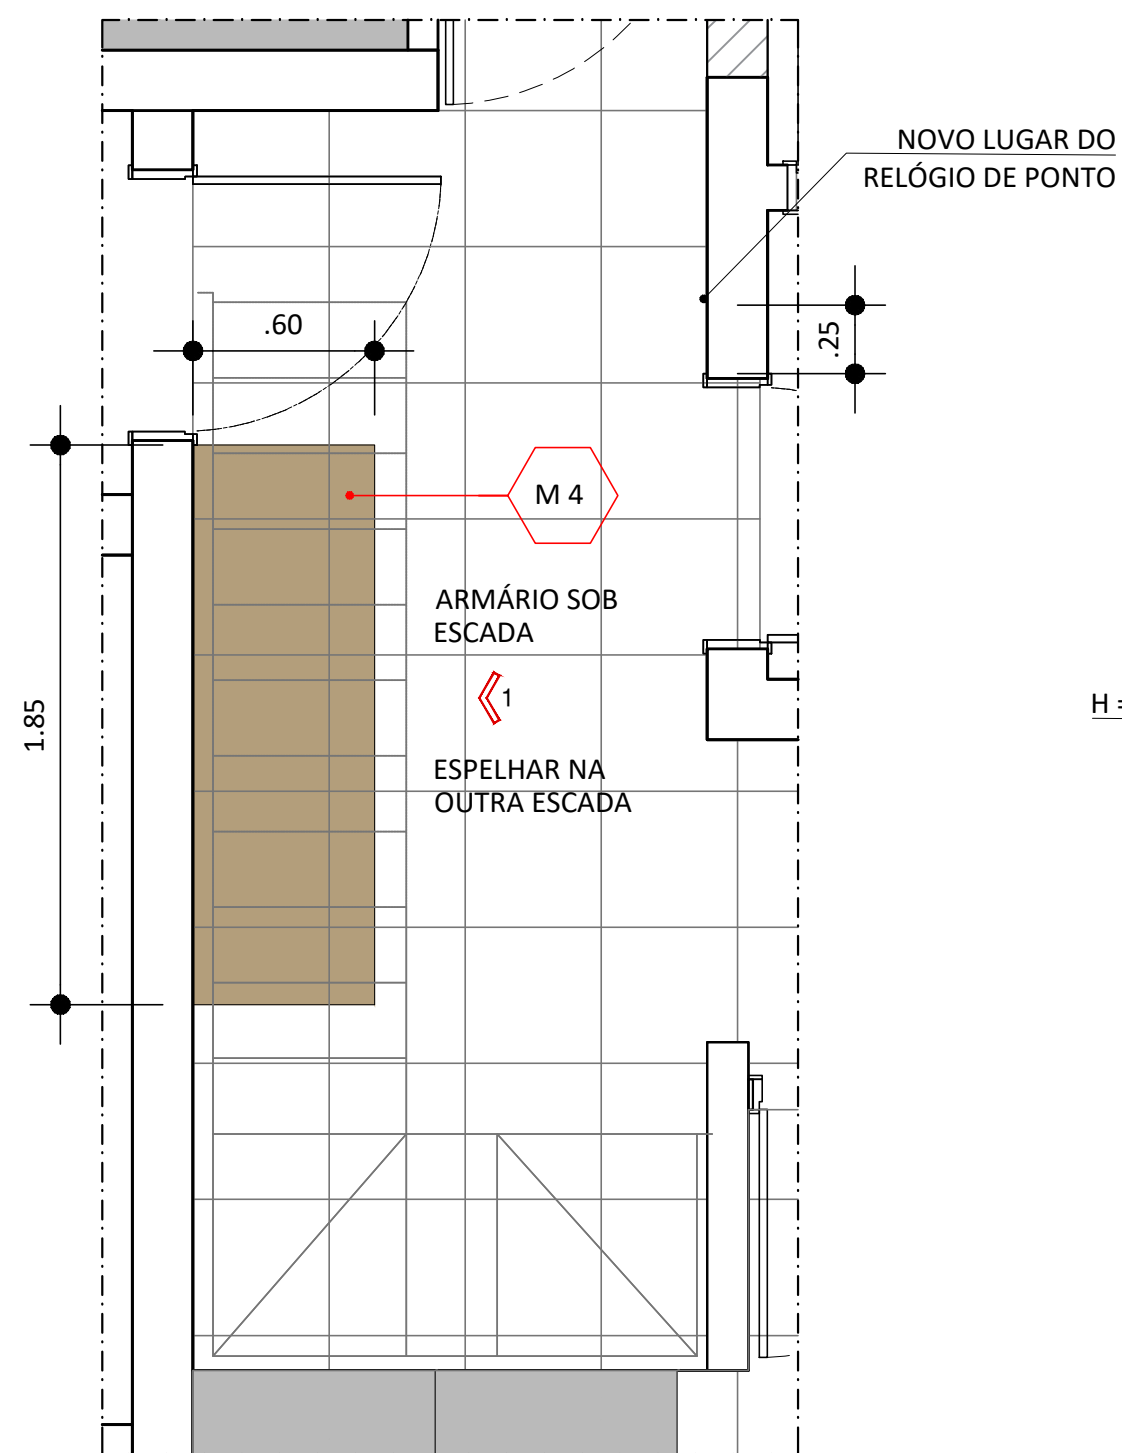 NOVO LUGAR DO
RELÓGIO DE PONTO
.60
.25
M 4
ARMÁRIO SOB
ESCADA
1
1.85
H =
ESPELHAR NA
OUTRA ESCADA